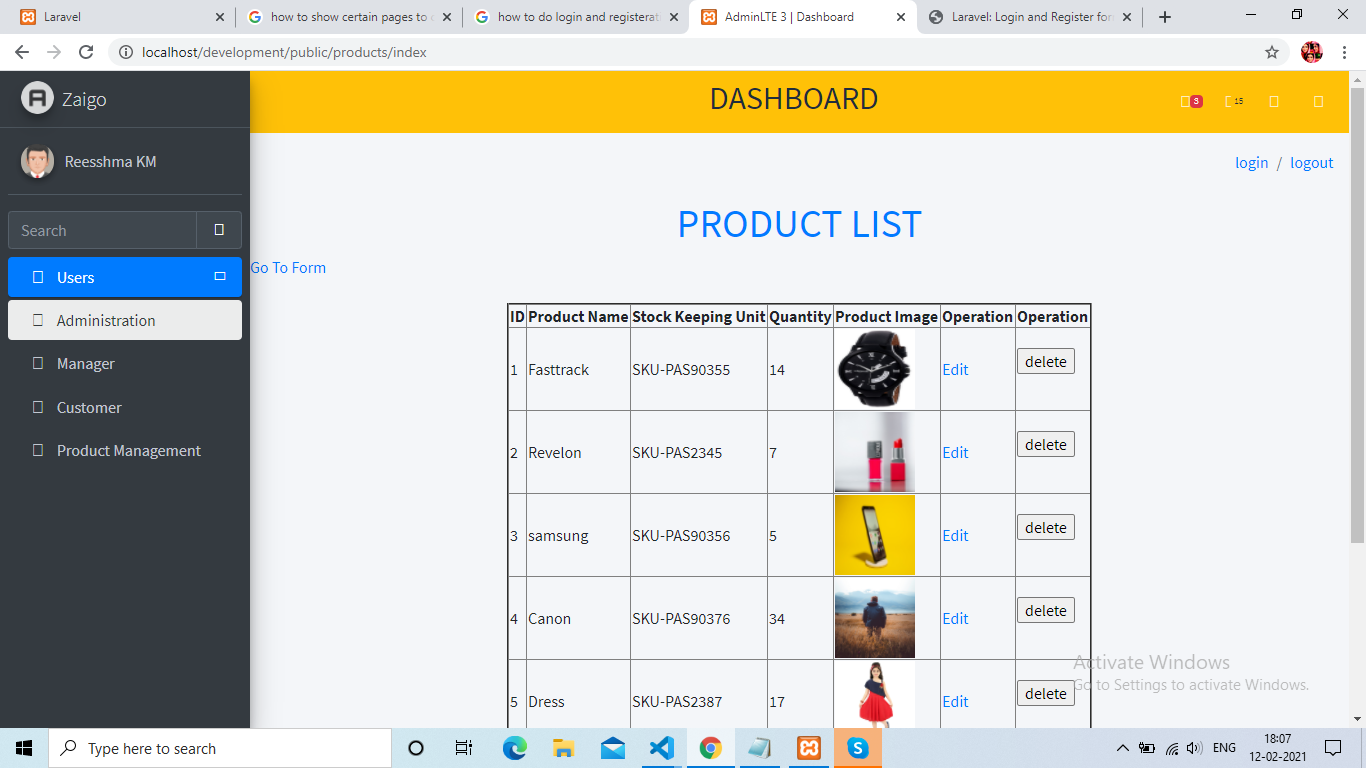 Laravel
how to show certain pages to c
how to do login and registerat
AdminLTE 3 | Dashboard
Laravel: Login and Register for
localhost/development/public/products/index
Zaigo
DASHBOARD
3
15
Reesshma KM
login / logout
Search
PRODUCT LIST
Users
Go To Form
Administration
Manager
Customer
Product Management
ID Product Name Stock Keeping Unit Quantity Product Image Operation Operation
1 Fasttrack SKU-PAS90355 14 Edit delete
2 Revelon SKU-PAS2345 7 Edit delete
3 samsung SKU-PAS90356 5 Edit delete
4 Canon SKU-PAS90376 34 Edit delete
5 Dress SKU-PAS2387 17 Edit delete
Activate Windows
Go to Settings to activate Windows.
Type here to search
ENG
18:07
12-02-2021